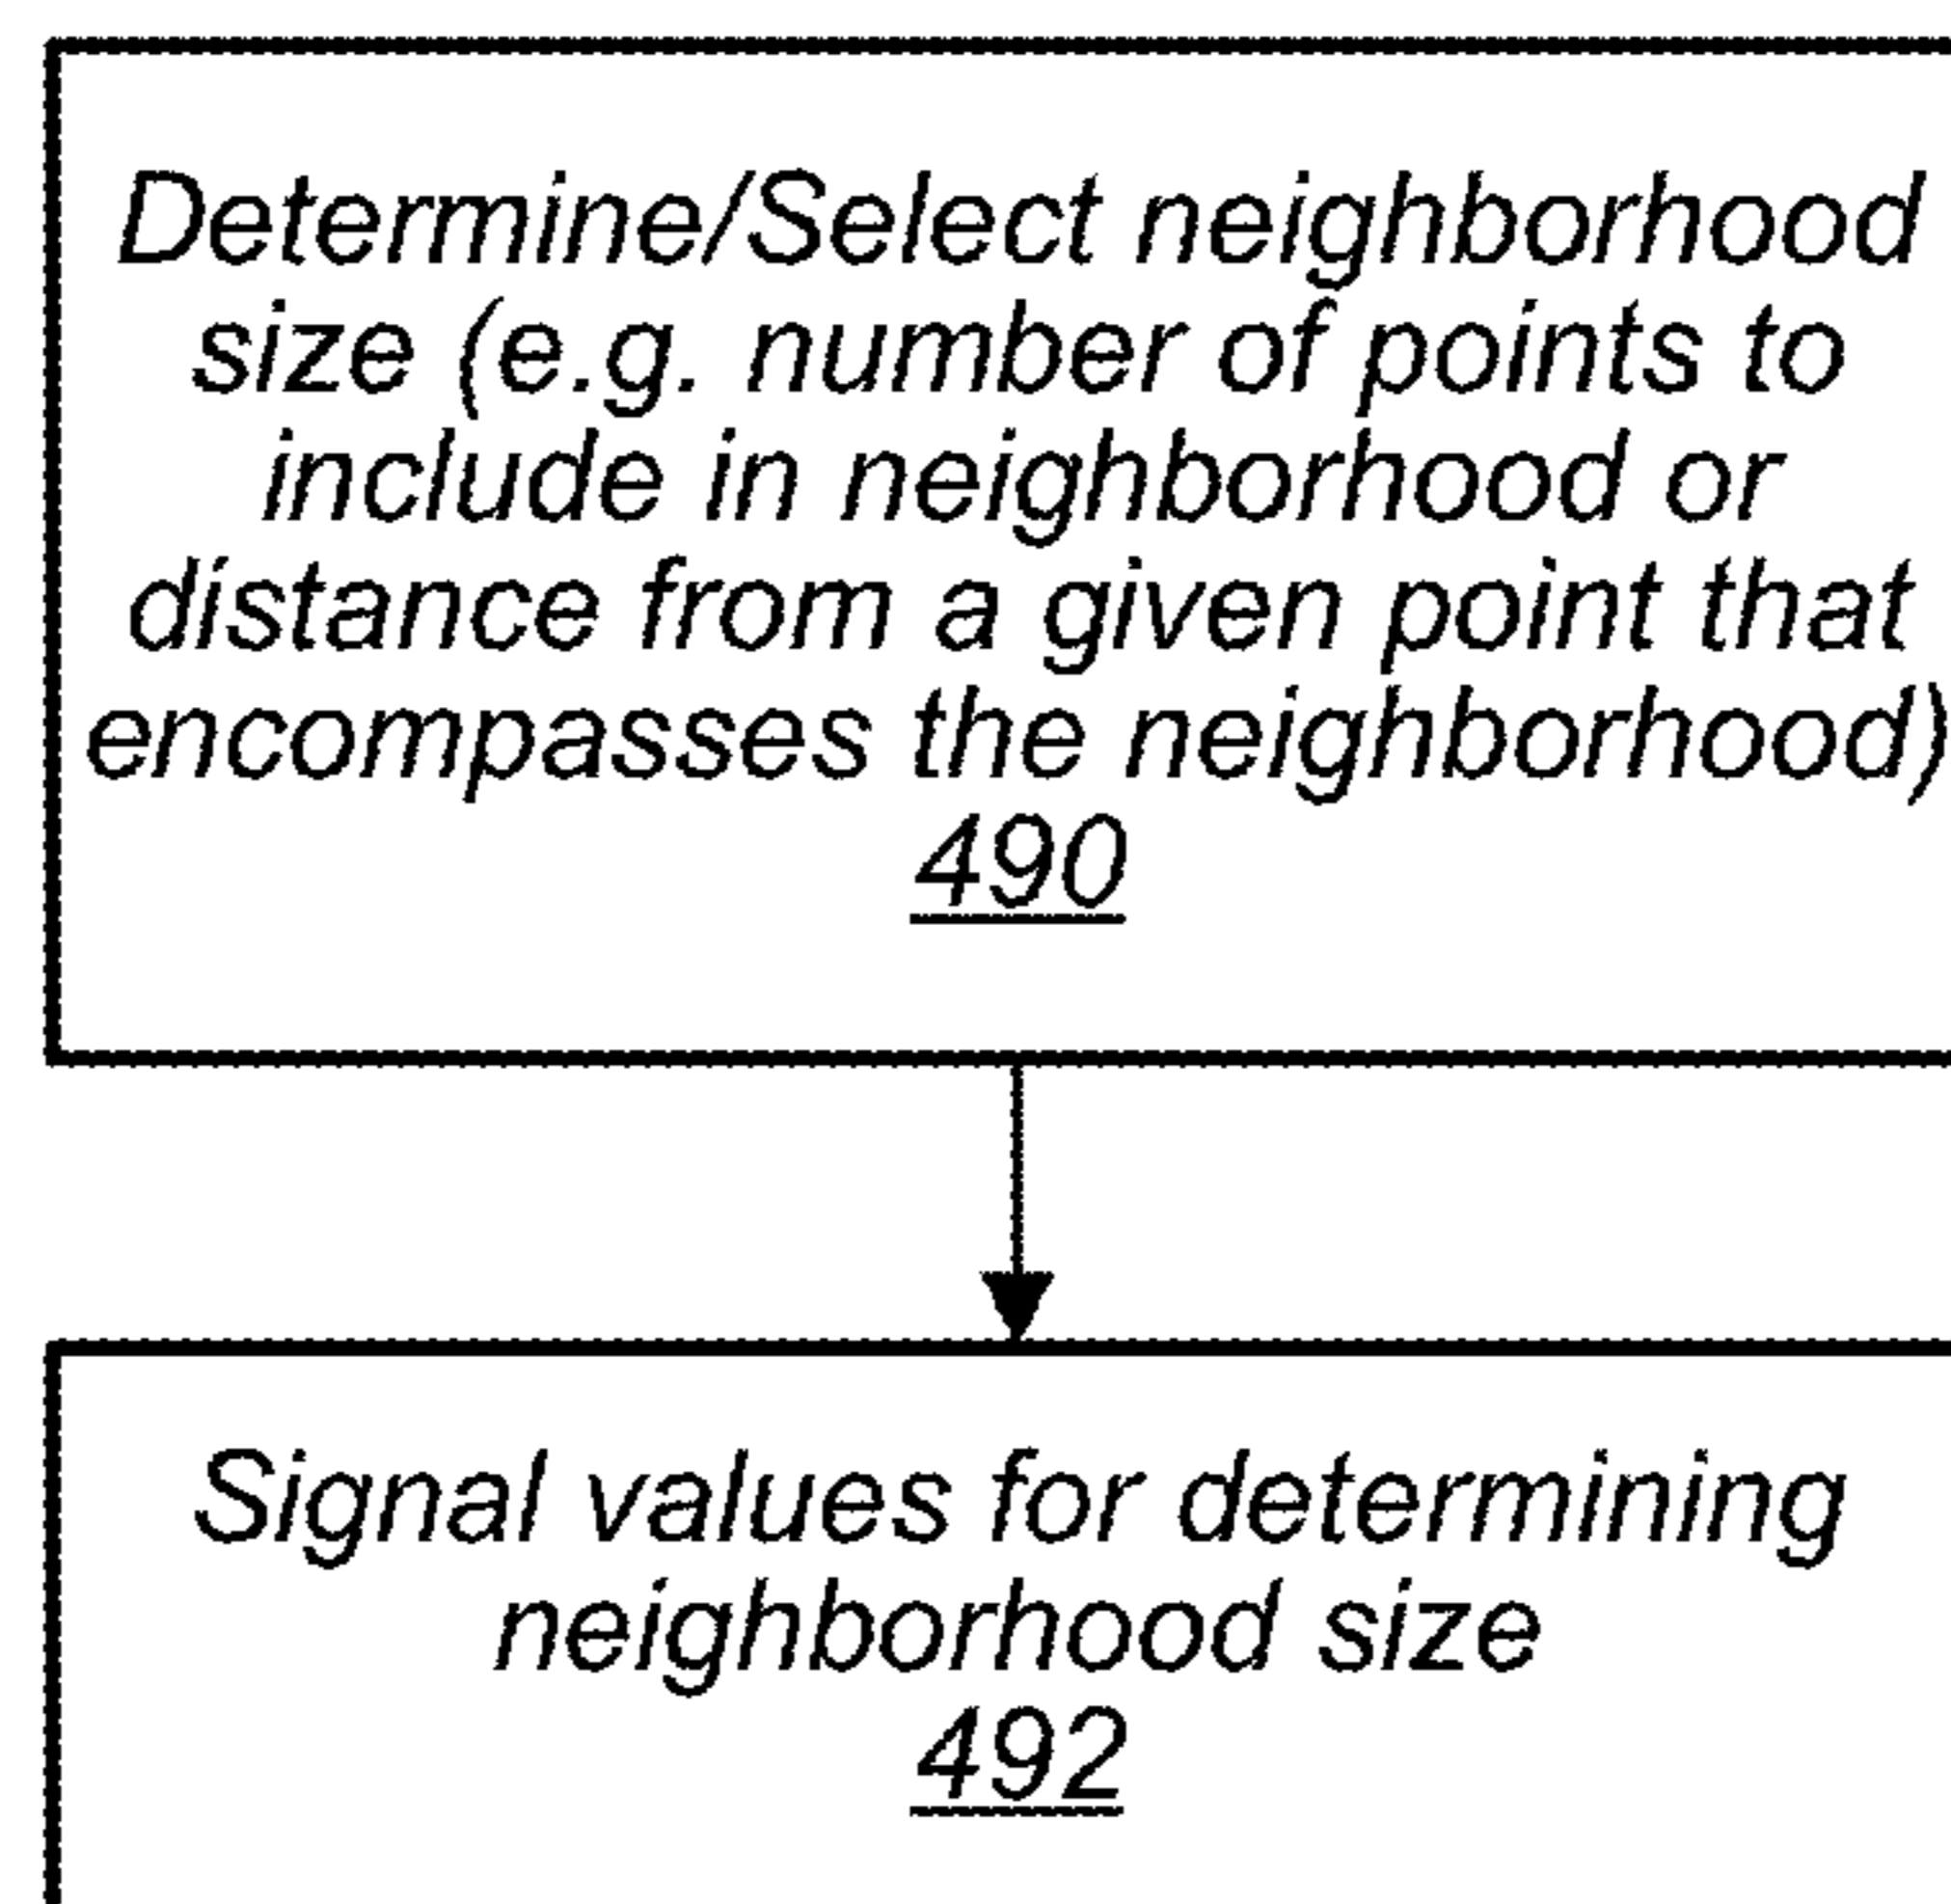 Determine/Select neighborhood
size (e.g. number of points to
include in neighborhood or
distance from a given point that
encompasses the neighborhood)
490
Signal values for determining
neighborhood size
492